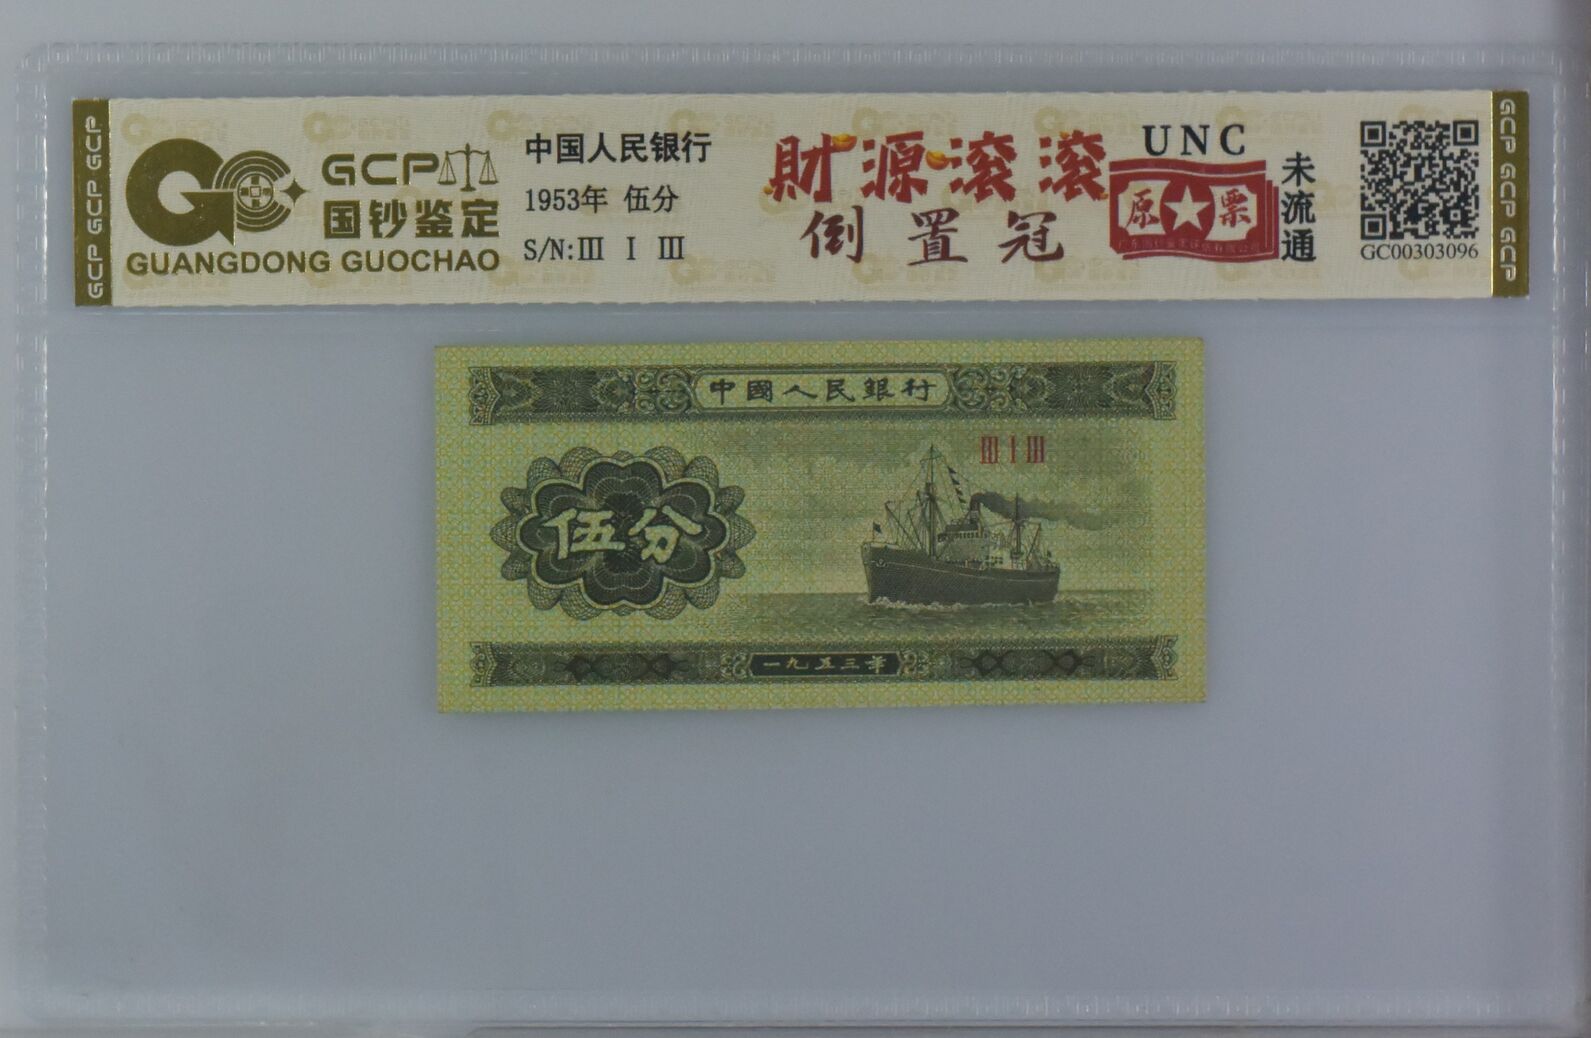 GCP GCP GCP
GCP
国钞鉴定
GUANGDONG GUOCHAO
中国人民银行
1953年 伍分
S/N:Ⅲ Ⅰ Ⅲ
財源滚滚
倒置冠
UNC
原★票
未流通
GC00303096
GCP GCP GCP
中國人民銀行
Ⅲ Ⅰ Ⅲ
伍分
一九五三年